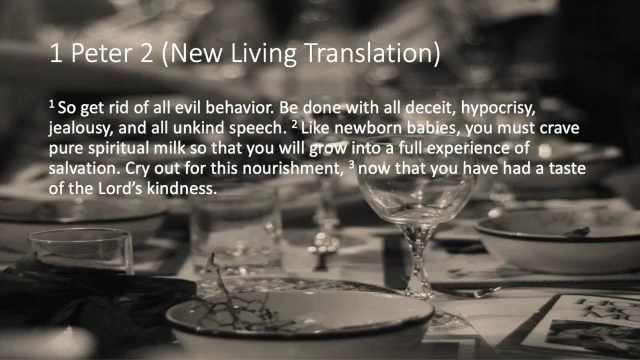 1 Peter 2 (New Living Translation)
1 So get rid of all evil behavior. Be done with all deceit, hypocrisy,
jealousy, and all unkind speech. 2 Like newborn babies, you must crave
pure spiritual milk so that you will grow into a full experience of
salvation. Cry out for this nourishment, 3 now that you have had a taste
of the Lord’s kindness.